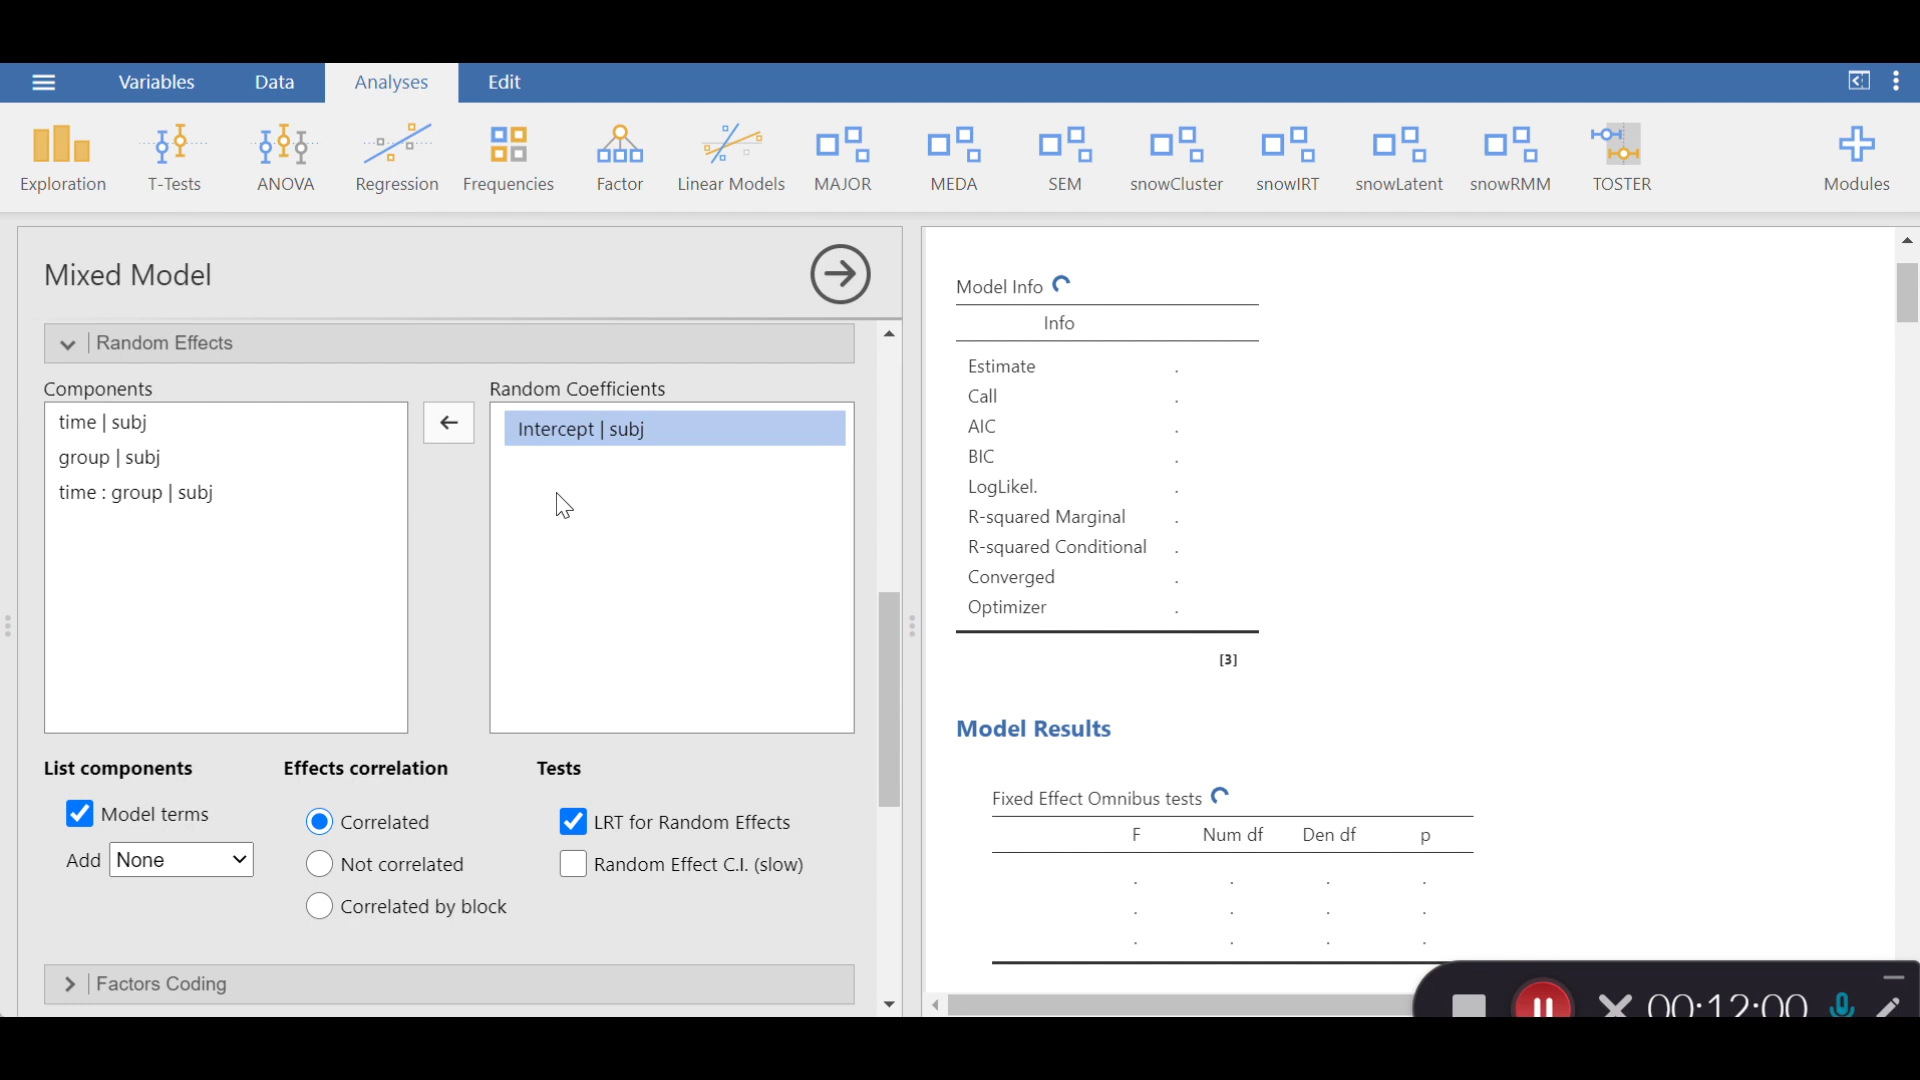 Variables Data Analyses Edit
Exploration T-Tests ANOVA Regression Frequencies Factor Linear Models MAJOR MEDA SEM snowCluster snowIRT snowLatent snowRMM TOSTER Modules
Mixed Model
Random Effects
Components Random Coefficients
time | subj
group | subj
time : group | subj
Intercept | subj
List components Effects correlation Tests
Model terms
Add None
Correlated
Not correlated
Correlated by block
LRT for Random Effects
Random Effect C.I. (slow)
Factors Coding
Model Info
Info
Estimate .
Call .
AIC .
BIC .
LogLikel. .
R-squared Marginal .
R-squared Conditional .
Converged .
Optimizer .
[3]
Model Results
Fixed Effect Omnibus tests
F Num df Den df p
. . . .
. . . .
. . . .
00:12:00